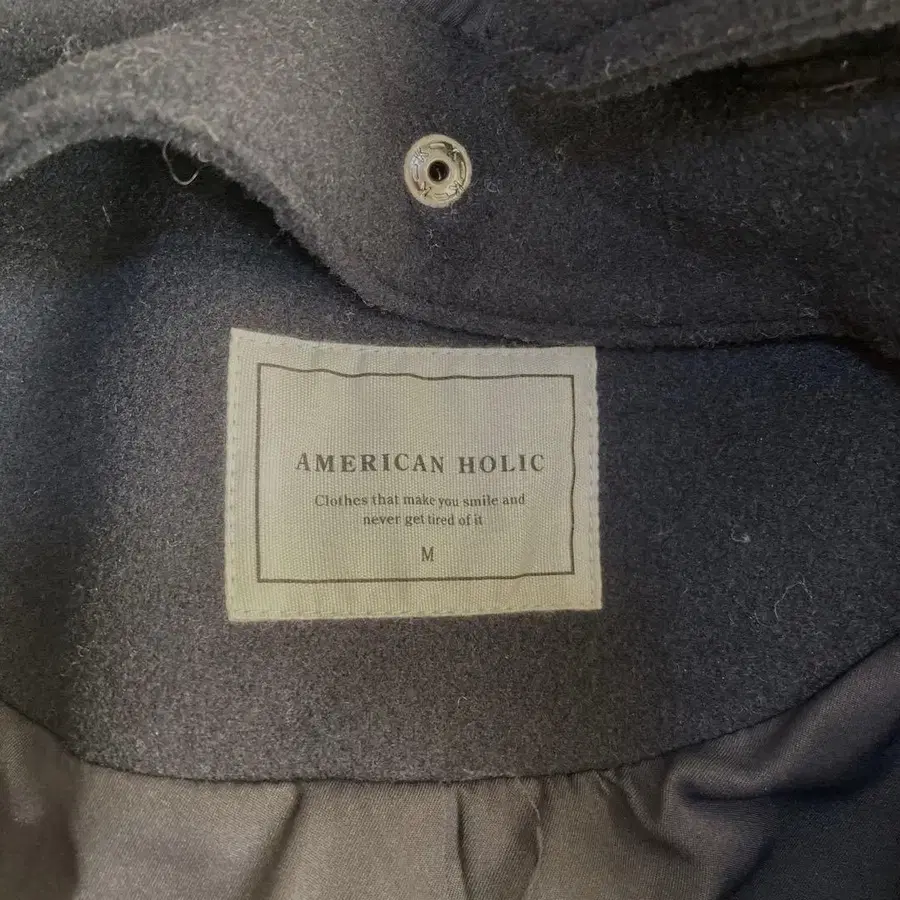 AMERICAN HOLIC
Clothes that make you smile and
never get tired of it
M